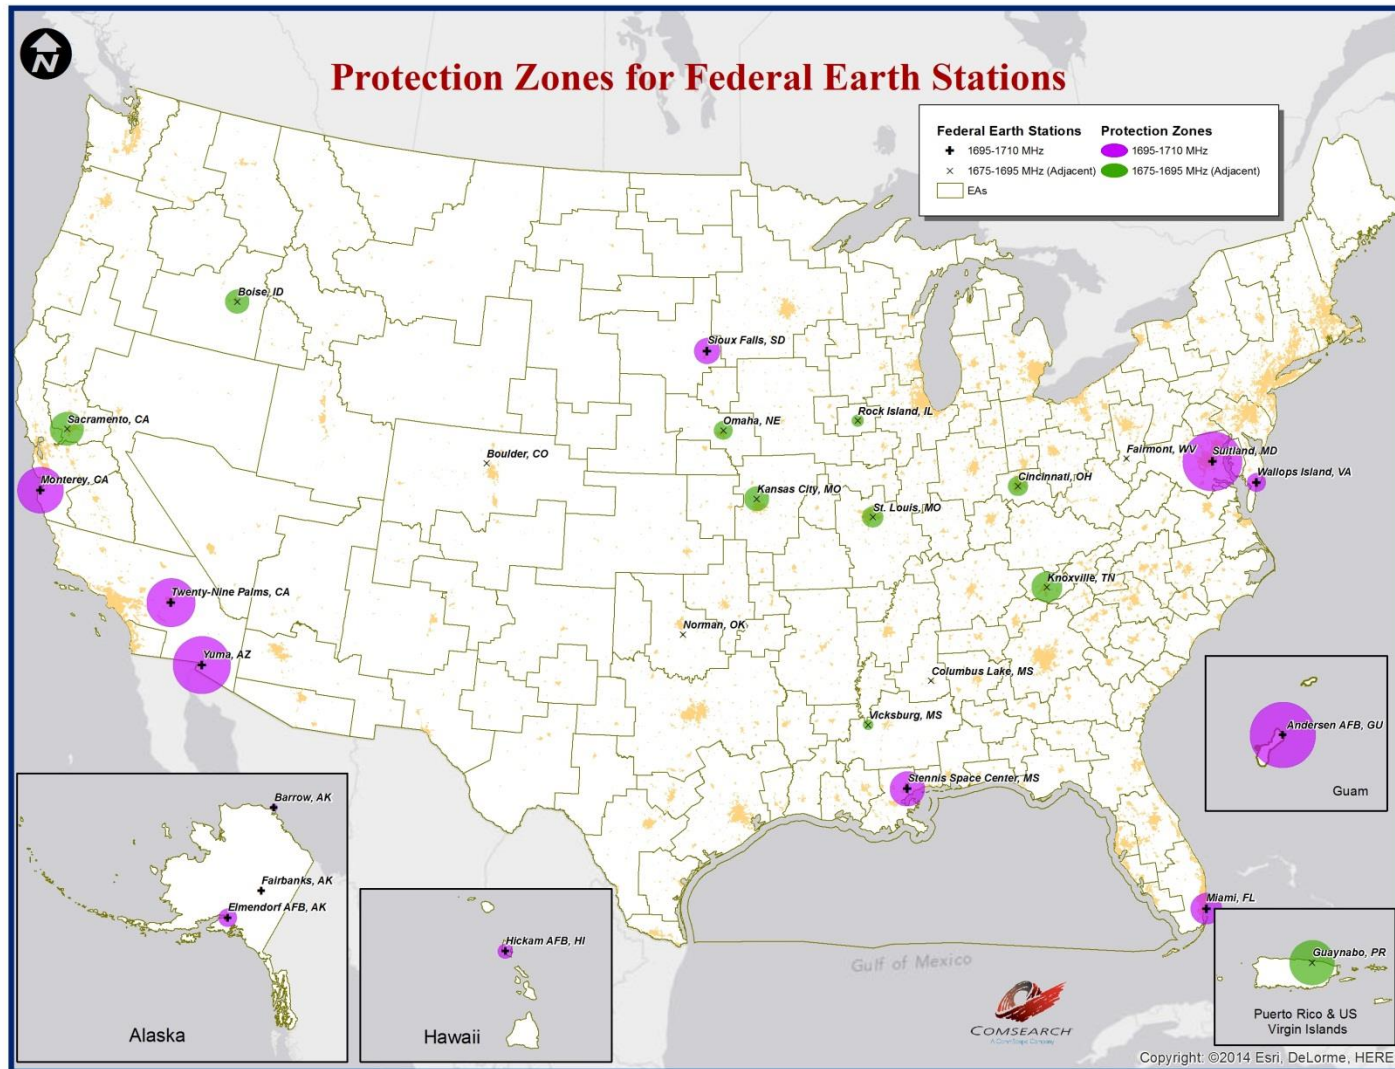 N
Protection Zones for Federal Earth Stations
Federal Earth Stations Protection Zones
1695-1710 MHz 1695-1710 MHz
1675-1695 MHz (Adjacent) 1675-1695 MHz (Adjacent)
EAs
Boise, ID
Sioux Falls, SD
Sacramento, CA
Omaha, NE
Rock Island, IL
Boulder, CO
Fairmont, WV
Suitland, MD
Monterey, CA
Wallops Island, VA
Kansas City, MO
Cincinnati, OH
St. Louis, MO
Twenty-Nine Palms, CA
Knoxville, TN
Norman, OK
Yuma, AZ
Columbus Lake, MS
Vicksburg, MS
Andersen AFB, GU
Stennis Space Center, MS
Guam
Barrow, AK
Fairbanks, AK
Elmendorf AFB, AK
Miami, FL
Hickam AFB, HI
Guaynabo, PR
Gulf of Mexico
Alaska
Hawaii
COMSEARCH
A CommScope Company
Puerto Rico & US
Virgin Islands
Copyright: ©2014 Esri, DeLorme, HERE